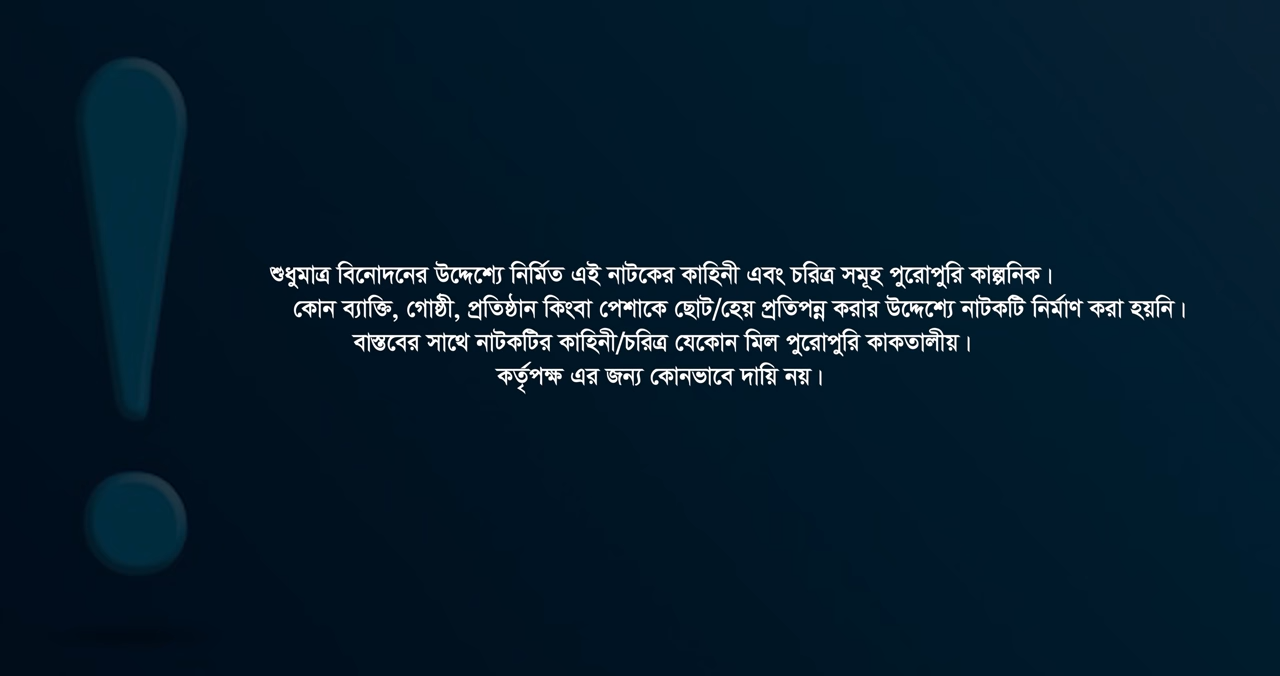 শুধুমাত্র বিনোদনের উদ্দেশ্যে নির্মিত এই নাটকের কাহিনী এবং চরিত্র সমূহ পুরোপুরি কাল্পনিক।
কোন ব্যাক্তি, গোষ্ঠী, প্রতিষ্ঠান কিংবা পেশাকে ছোট/হেয় প্রতিপন্ন করার উদ্দেশ্যে নাটকটি নির্মাণ করা হয়নি।
বাস্তবের সাথে নাটকটির কাহিনী/চরিত্র যেকোন মিল পুরোপুরি কাকতালীয়।
কর্তৃপক্ষ এর জন্য কোনভাবে দায়ি নয়।